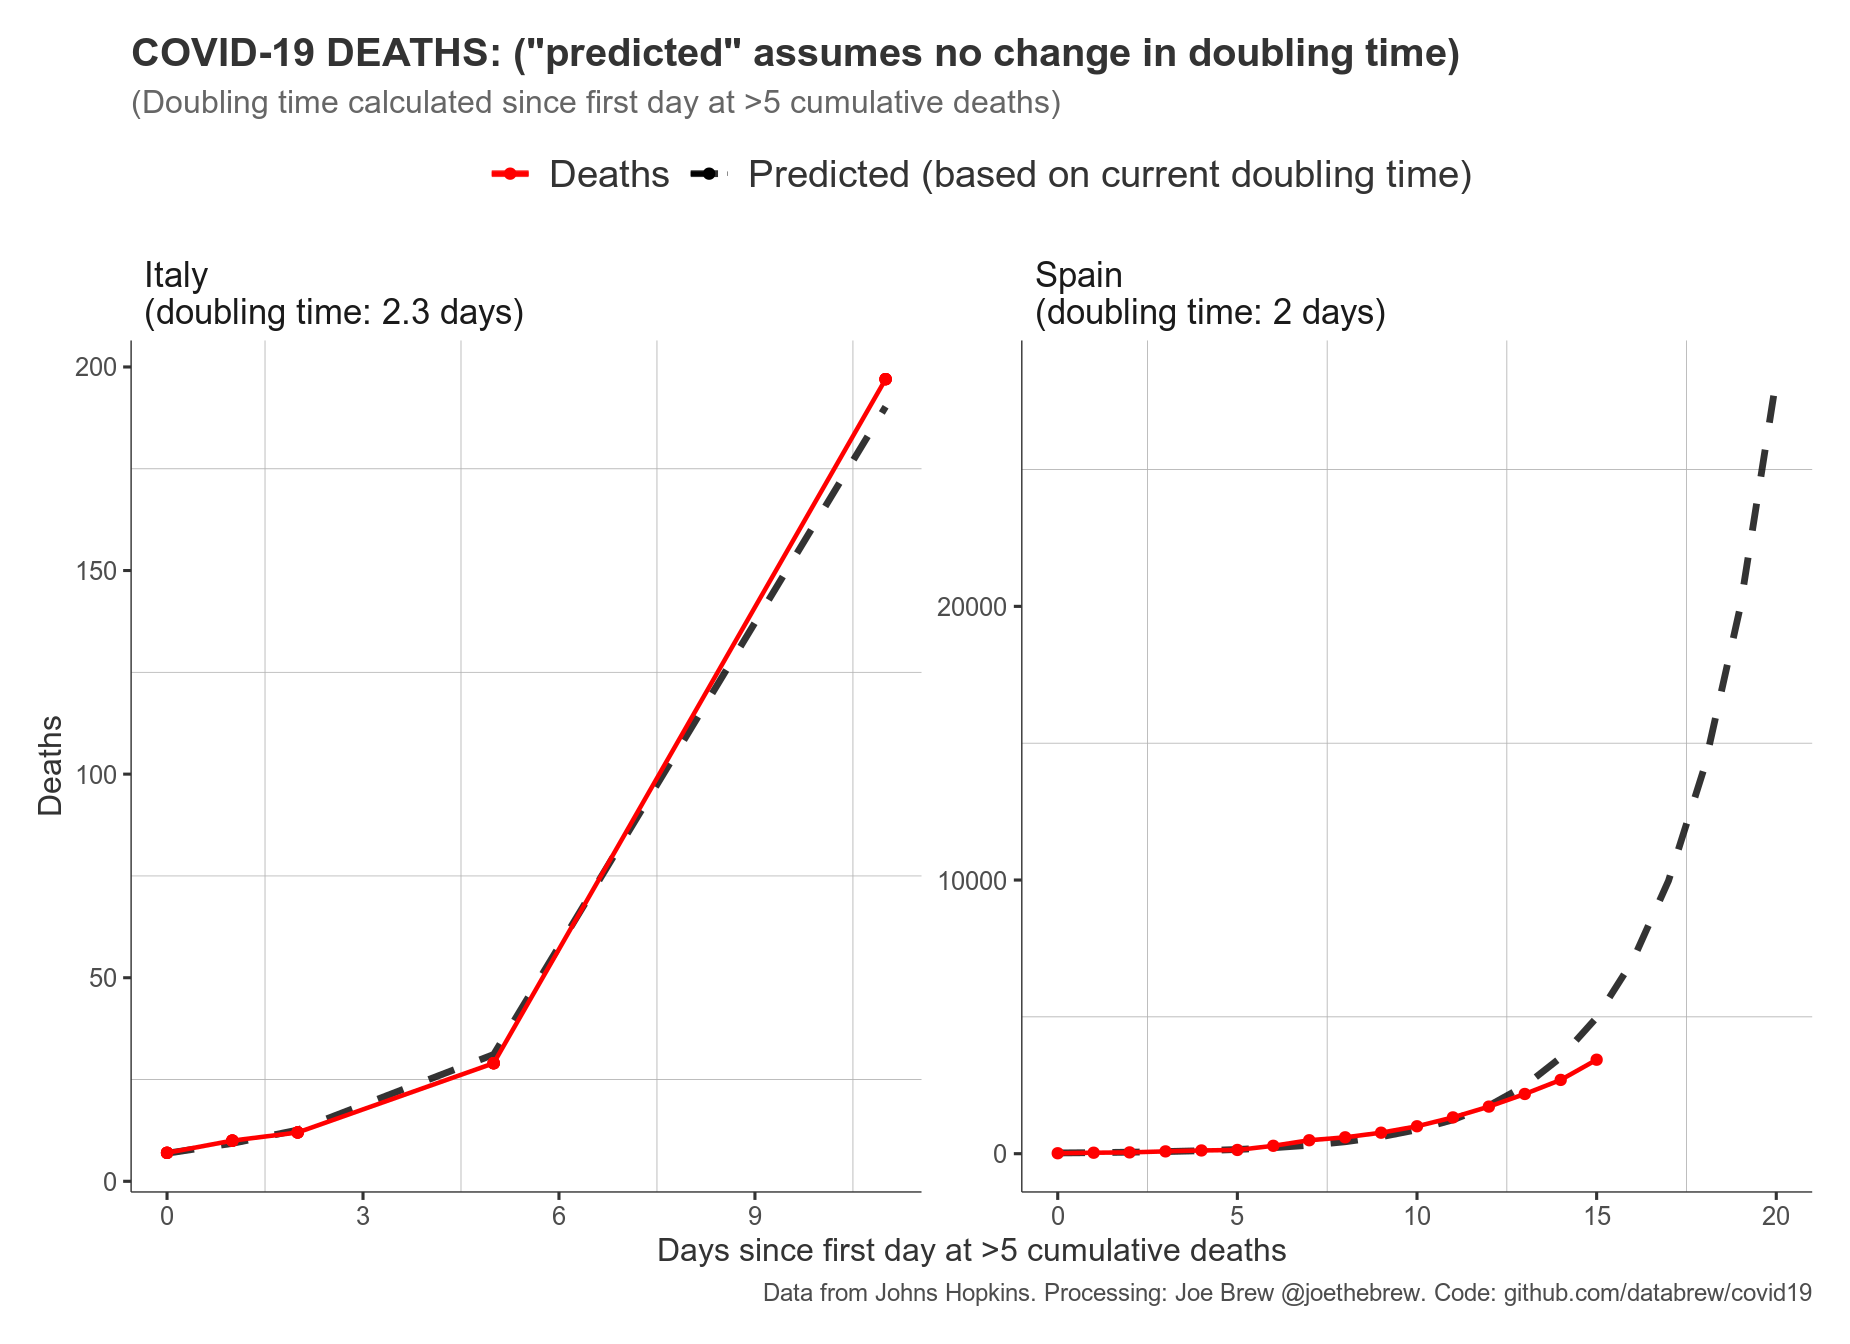 COVID-19 DEATHS: ("predicted" assumes no change in doubling time)
(Doubling time calculated since first day at >5 cumulative deaths)
Deaths
Predicted (based on current doubling time)
Italy
(doubling time: 2.3 days)
Spain
(doubling time: 2 days)
Deaths
200
150
100
50
0
0
3
6
9
20000
10000
0
0
5
10
15
20
Days since first day at >5 cumulative deaths
Data from Johns Hopkins. Processing: Joe Brew @joethebrew. Code: github.com/databrew/covid19